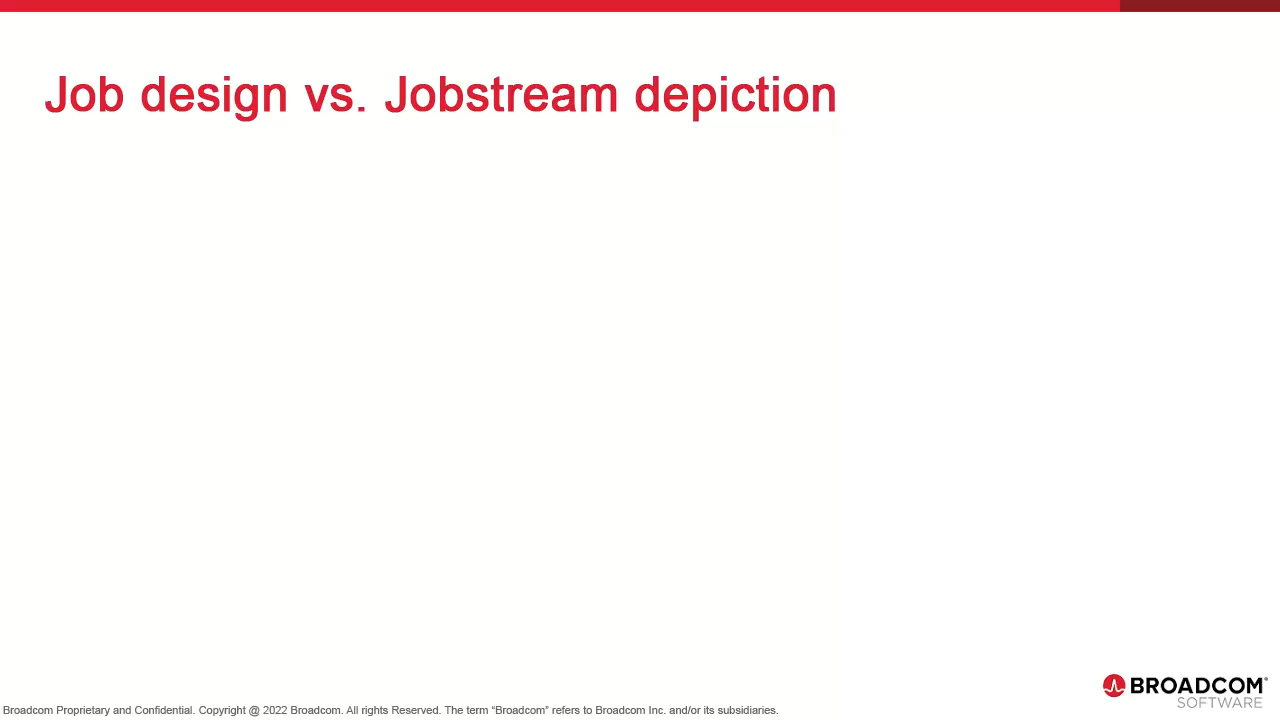 Job design vs. Jobstream depiction
BROADCOM®
SOFTWARE
Broadcom Proprietary and Confidential. Copyright @ 2022 Broadcom. All rights Reserved. The term “Broadcom” refers to Broadcom Inc. and/or its subsidiaries.